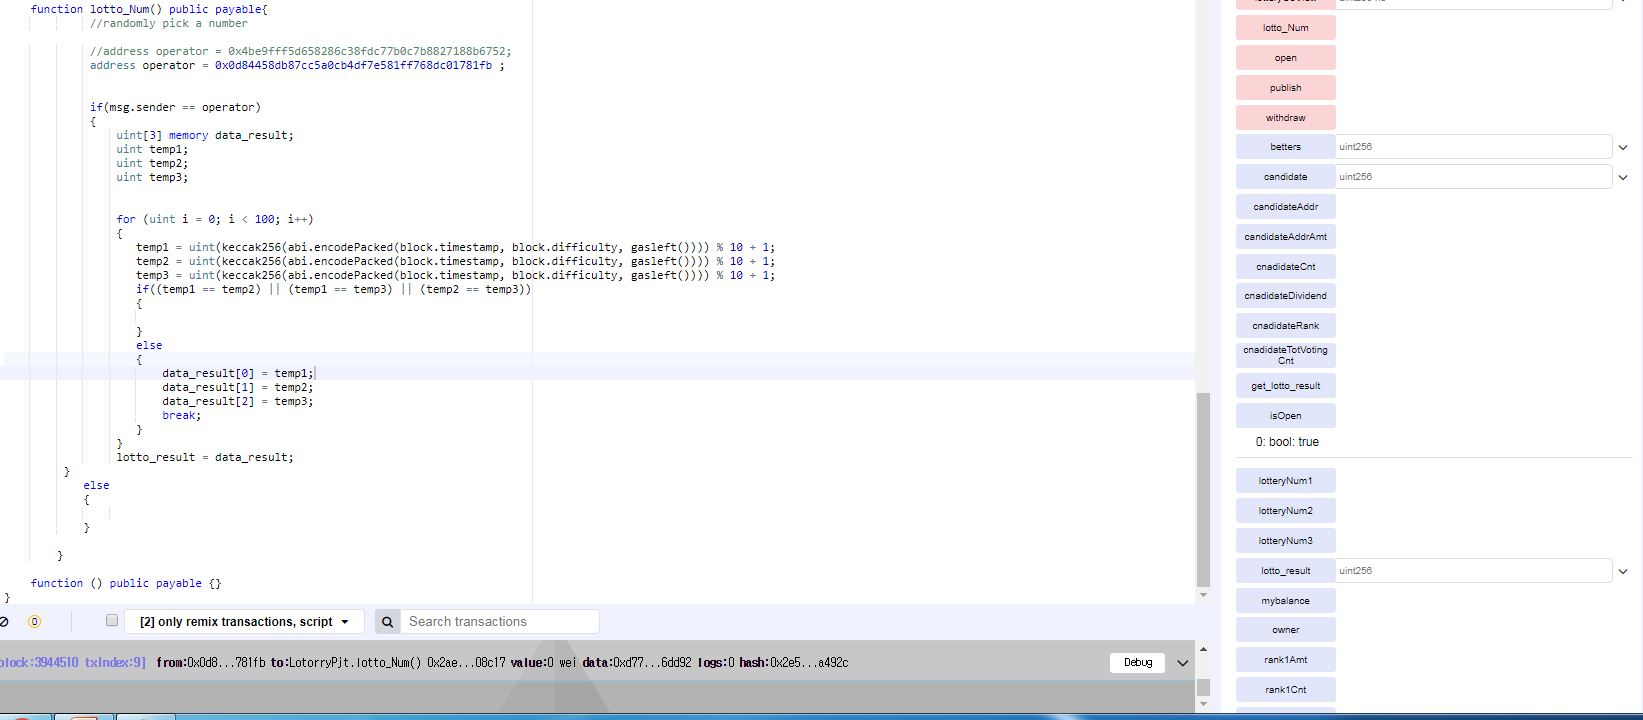 function lotto_Num() public payable{
//randomly pick a number
//address operator = 0x4be9fff5d658286c38fdc77b0c7b8827188b6752;
address operator = 0x0d84458db87cc5a0cb4df7e581ff768dc01781fb ;
if(msg.sender == operator)
{
uint[3] memory data_result;
uint temp1;
uint temp2;
uint temp3;
for (uint i = 0; i < 100; i++)
{
temp1 = uint(keccak256(abi.encodePacked(block.timestamp, block.difficulty, gasleft()))) % 10 + 1;
temp2 = uint(keccak256(abi.encodePacked(block.timestamp, block.difficulty, gasleft()))) % 10 + 1;
temp3 = uint(keccak256(abi.encodePacked(block.timestamp, block.difficulty, gasleft()))) % 10 + 1;
if((temp1 == temp2) || (temp1 == temp3) || (temp2 == temp3))
{
}
else
{
data_result[0] = temp1;
data_result[1] = temp2;
data_result[2] = temp3;
break;
}
}
lotto_result = data_result;
}
else
{
}
}
function () public payable {}
}
0
[2] only remix transactions, script
Search transactions
block:3944510 txIndex:9] from:0x0d8...781fb to:LotorryPjt.lotto_Num() 0x2ae...08c17 value:0 wei data:0xd77...6dd92 logs:0 hash:0x2e5...a492c
Debug
lotto_Num
open
publish
withdraw
betters uint256
candidate uint256
candidateAddr
candidateAddrAmt
cnadidateCnt
cnadidateDividend
cnadidateRank
cnadidateTotVoting
Cnt
get_lotto_result
isOpen
0: bool: true
lotteryNum1
lotteryNum2
lotteryNum3
lotto_result uint256
mybalance
owner
rank1Amt
rank1Cnt